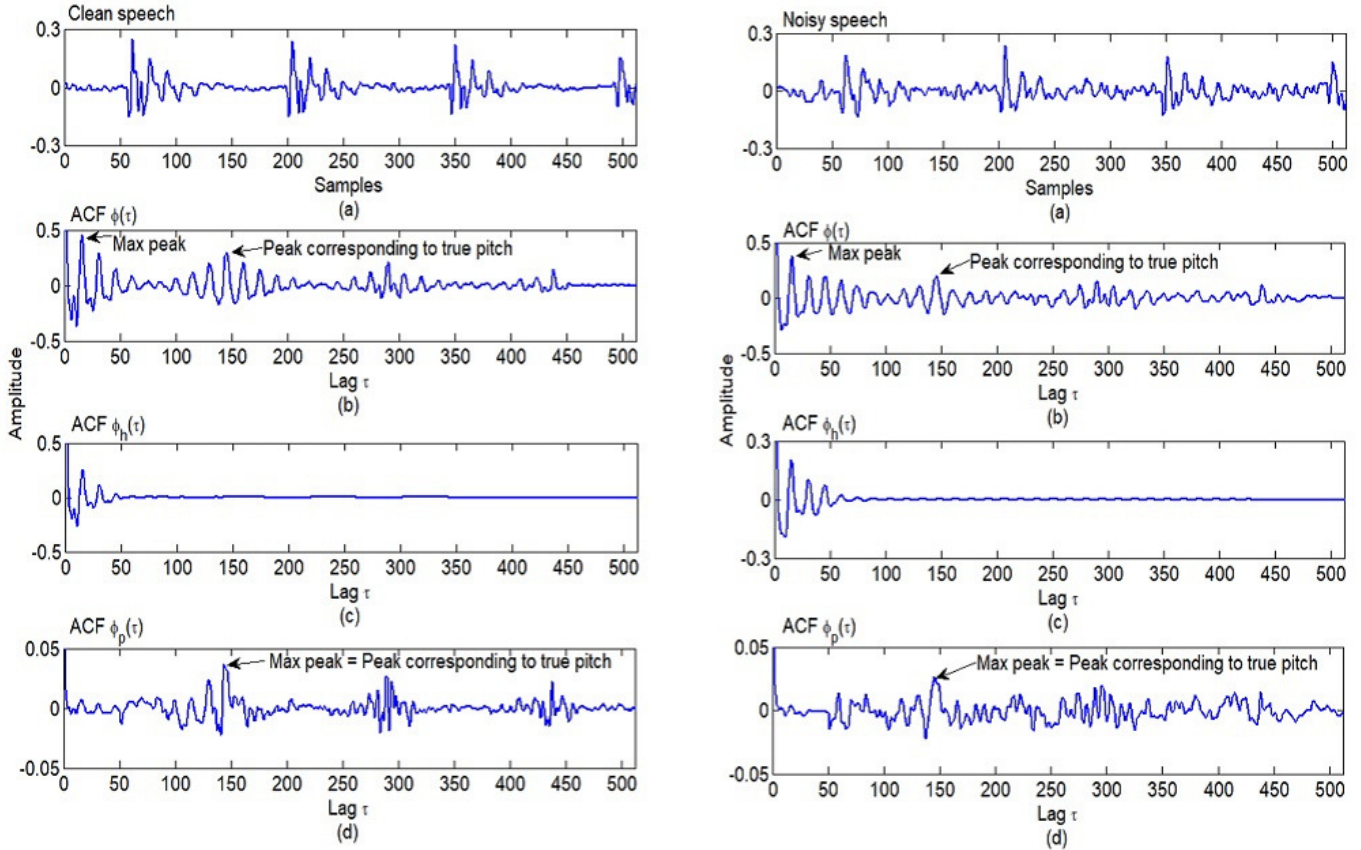 Clean speech
0.3
0
-0.3
0 50 100 150 200 250 300 350 400 450 500
Samples
(a)
ACF ϕ(τ)
0.5
Max peak
Peak corresponding to true pitch
0
-0.5
0 50 100 150 200 250 300 350 400 450 500
Lag τ
(b)
Amplitude
ACF ϕh(τ)
0.5
0
-0.5
0 50 100 150 200 250 300 350 400 450 500
Lag τ
(c)
ACF ϕp(τ)
0.05
Max peak = Peak corresponding to true pitch
0
-0.05
0 50 100 150 200 250 300 350 400 450 500
Lag τ
(d)
Noisy speech
0.3
0
-0.3
0 50 100 150 200 250 300 350 400 450 500
Samples
(a)
ACF ϕ(τ)
0.5
Max peak
Peak corresponding to true pitch
0
-0.5
0 50 100 150 200 250 300 350 400 450 500
Lag τ
(b)
Amplitude
ACF ϕh(τ)
0.3
0
-0.3
0 50 100 150 200 250 300 350 400 450 500
Lag τ
(c)
ACF ϕp(τ)
0.05
Max peak = Peak corresponding to true pitch
0
-0.05
0 50 100 150 200 250 300 350 400 450 500
Lag τ
(d)